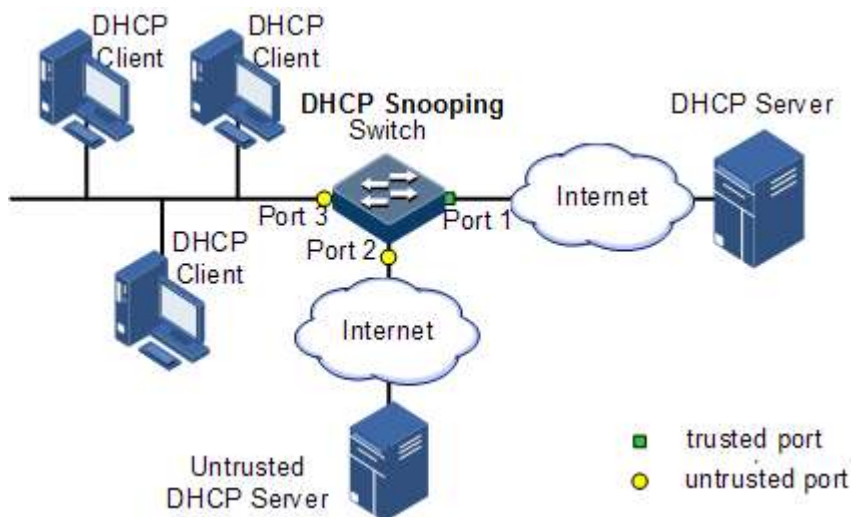 DHCP
Client
DHCP
Client
DHCP Snooping
Switch
DHCP Server
Port 3
Port 1
Internet
DHCP
Client
Port 2
Internet
Untrusted
DHCP Server
trusted port
untrusted port